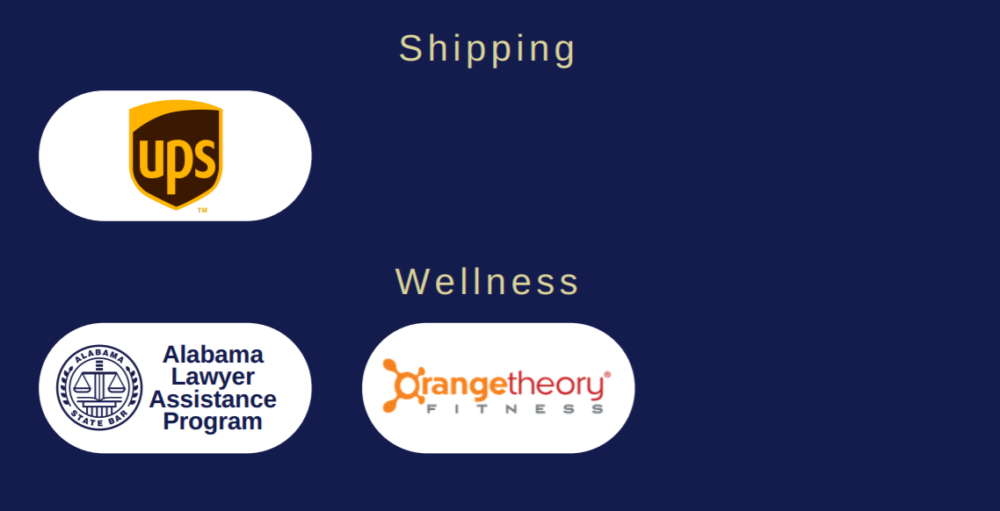 Shipping
ups
TM
Wellness
ALABAMA
STATE BAR
Alabama
Lawyer
Assistance
Program
Orangetheory®
FITNESS